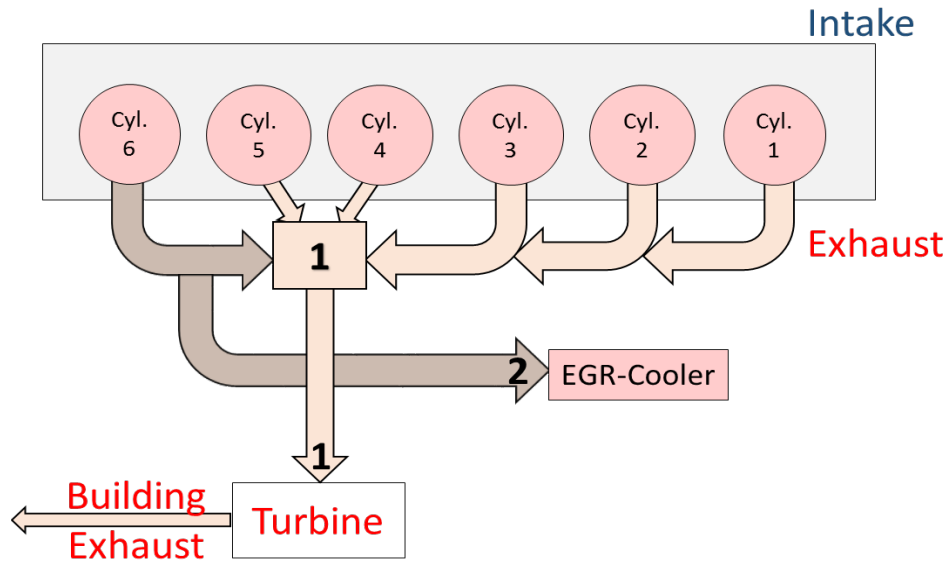 Intake
Cyl.
6
Cyl.
5
Cyl.
4
Cyl.
3
Cyl.
2
Cyl.
1
Exhaust
1
2
EGR-Cooler
1
Building
Exhaust
Turbine